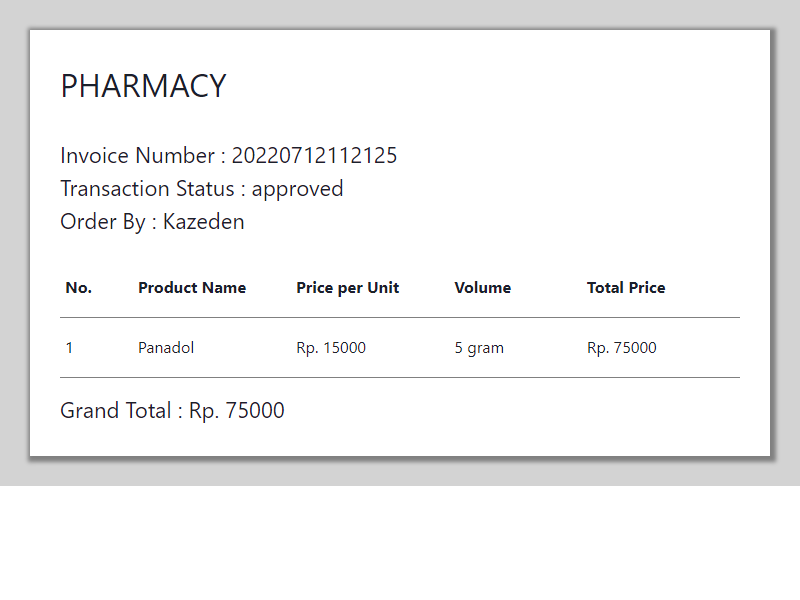 PHARMACY
Invoice Number : 20220712112125
Transaction Status : approved
Order By : Kazeden
No. Product Name Price per Unit Volume Total Price
1 Panadol Rp. 15000 5 gram Rp. 75000
Grand Total : Rp. 75000